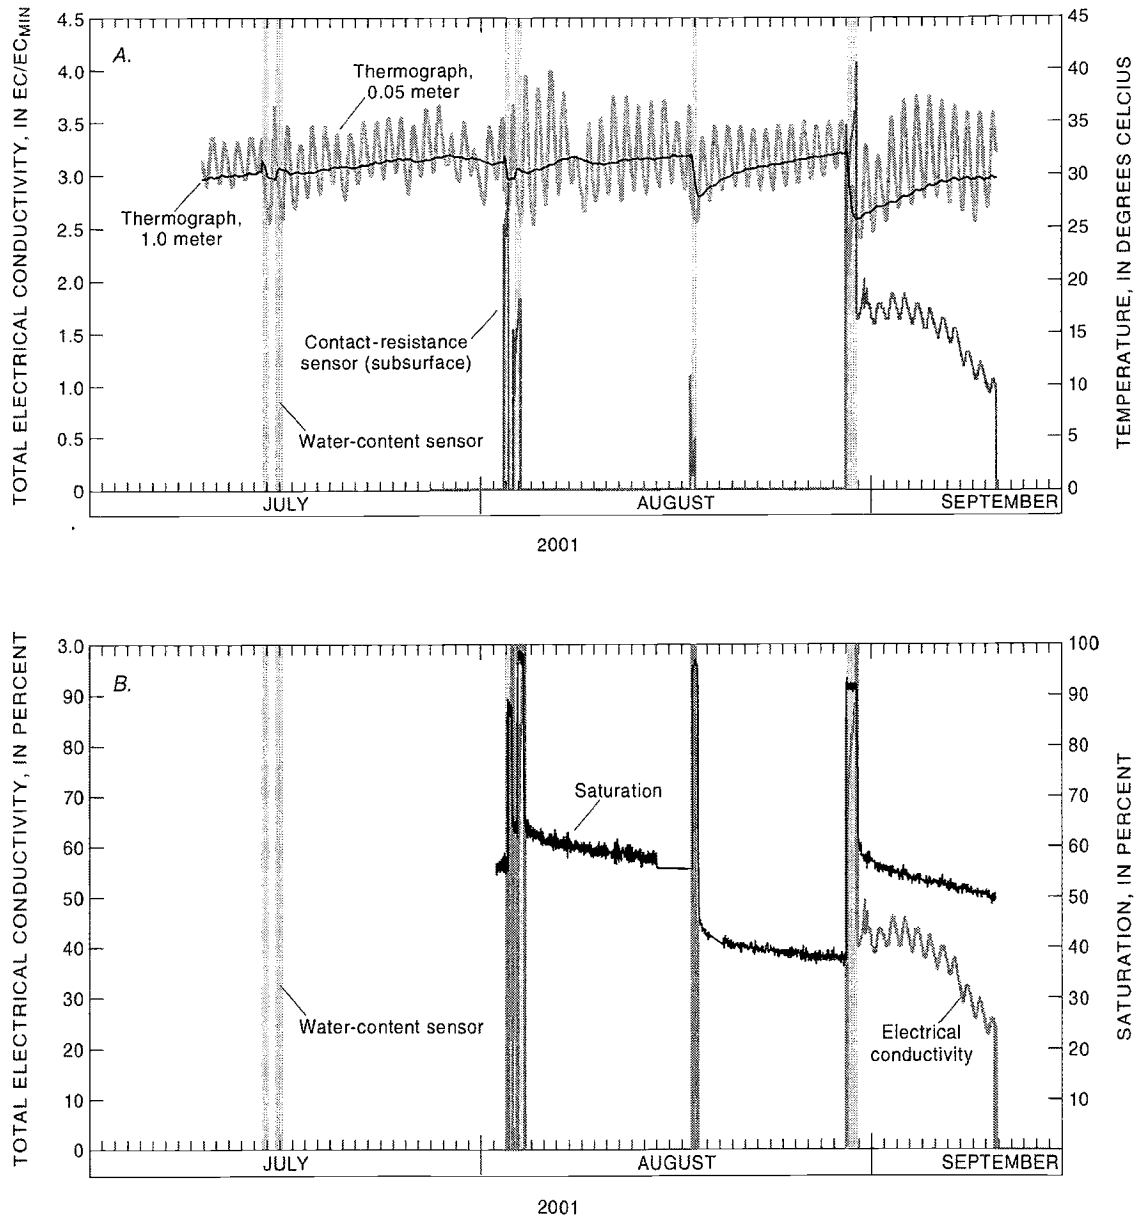 TOTAL ELECTRICAL CONDUCTIVITY, IN EC/ECMIN
4.5
4.0
3.5
3.0
2.5
2.0
1.5
1.0
0.5
0
A.
Thermograph,
0.05 meter
Thermograph,
1.0 meter
Contact-resistance
sensor (subsurface)
Water-content sensor
45
40
35
30
25
20
15
10
5
0
TEMPERATURE, IN DEGREES CELCIUS
JULY
AUGUST
SEPTEMBER
2001
TOTAL ELECTRICAL CONDUCTIVITY, IN PERCENT
3.0
90
80
70
60
50
40
30
20
10
0
B.
Saturation
Water-content sensor
Electrical
conductivity
100
90
80
70
60
50
40
30
20
10
SATURATION, IN PERCENT
JULY
AUGUST
SEPTEMBER
2001